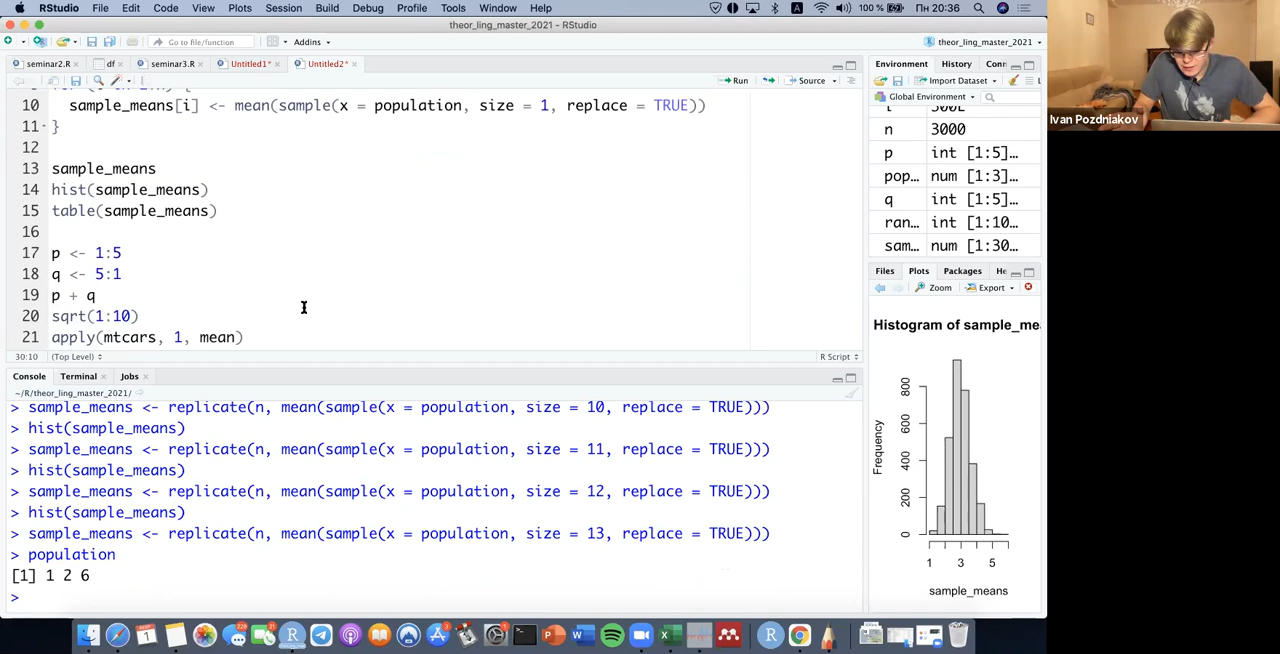 RStudio File Edit Code View Plots Session Build Debug Profile Tools Window Help A 100 % Пн 20:36
theor_ling_master_2021 - RStudio
Go to file/function Addins theor_ling_master_2021
seminar2.R df seminar3.R Untitled1* Untitled2*
Run Source
10 sample_means[i] <- mean(sample(x = population, size = 1, replace = TRUE))
11 }
12
13 sample_means
14 hist(sample_means)
15 table(sample_means)
16
17 p <- 1:5
18 q <- 5:1
19 p + q
20 sqrt(1:10)
21 apply(mtcars, 1, mean)
30:10 (Top Level) R Script
Console Terminal Jobs
~/R/theor_ling_master_2021/
> sample_means <- replicate(n, mean(sample(x = population, size = 10, replace = TRUE)))
> hist(sample_means)
> sample_means <- replicate(n, mean(sample(x = population, size = 11, replace = TRUE)))
> hist(sample_means)
> sample_means <- replicate(n, mean(sample(x = population, size = 12, replace = TRUE)))
> hist(sample_means)
> sample_means <- replicate(n, mean(sample(x = population, size = 13, replace = TRUE)))
> population
[1] 1 2 6
>
Environment History Conn
Import Dataset
Global Environment
n 3000
p int [1:5]…
pop… num [1:3]…
q int [1:5]…
ran… int [1:10…
sam… num [1:30…
Files Plots Packages He
Zoom Export
Histogram of sample_me
Frequency
0 200 400 600 800
1 3 5
sample_means
Ivan Pozdniakov